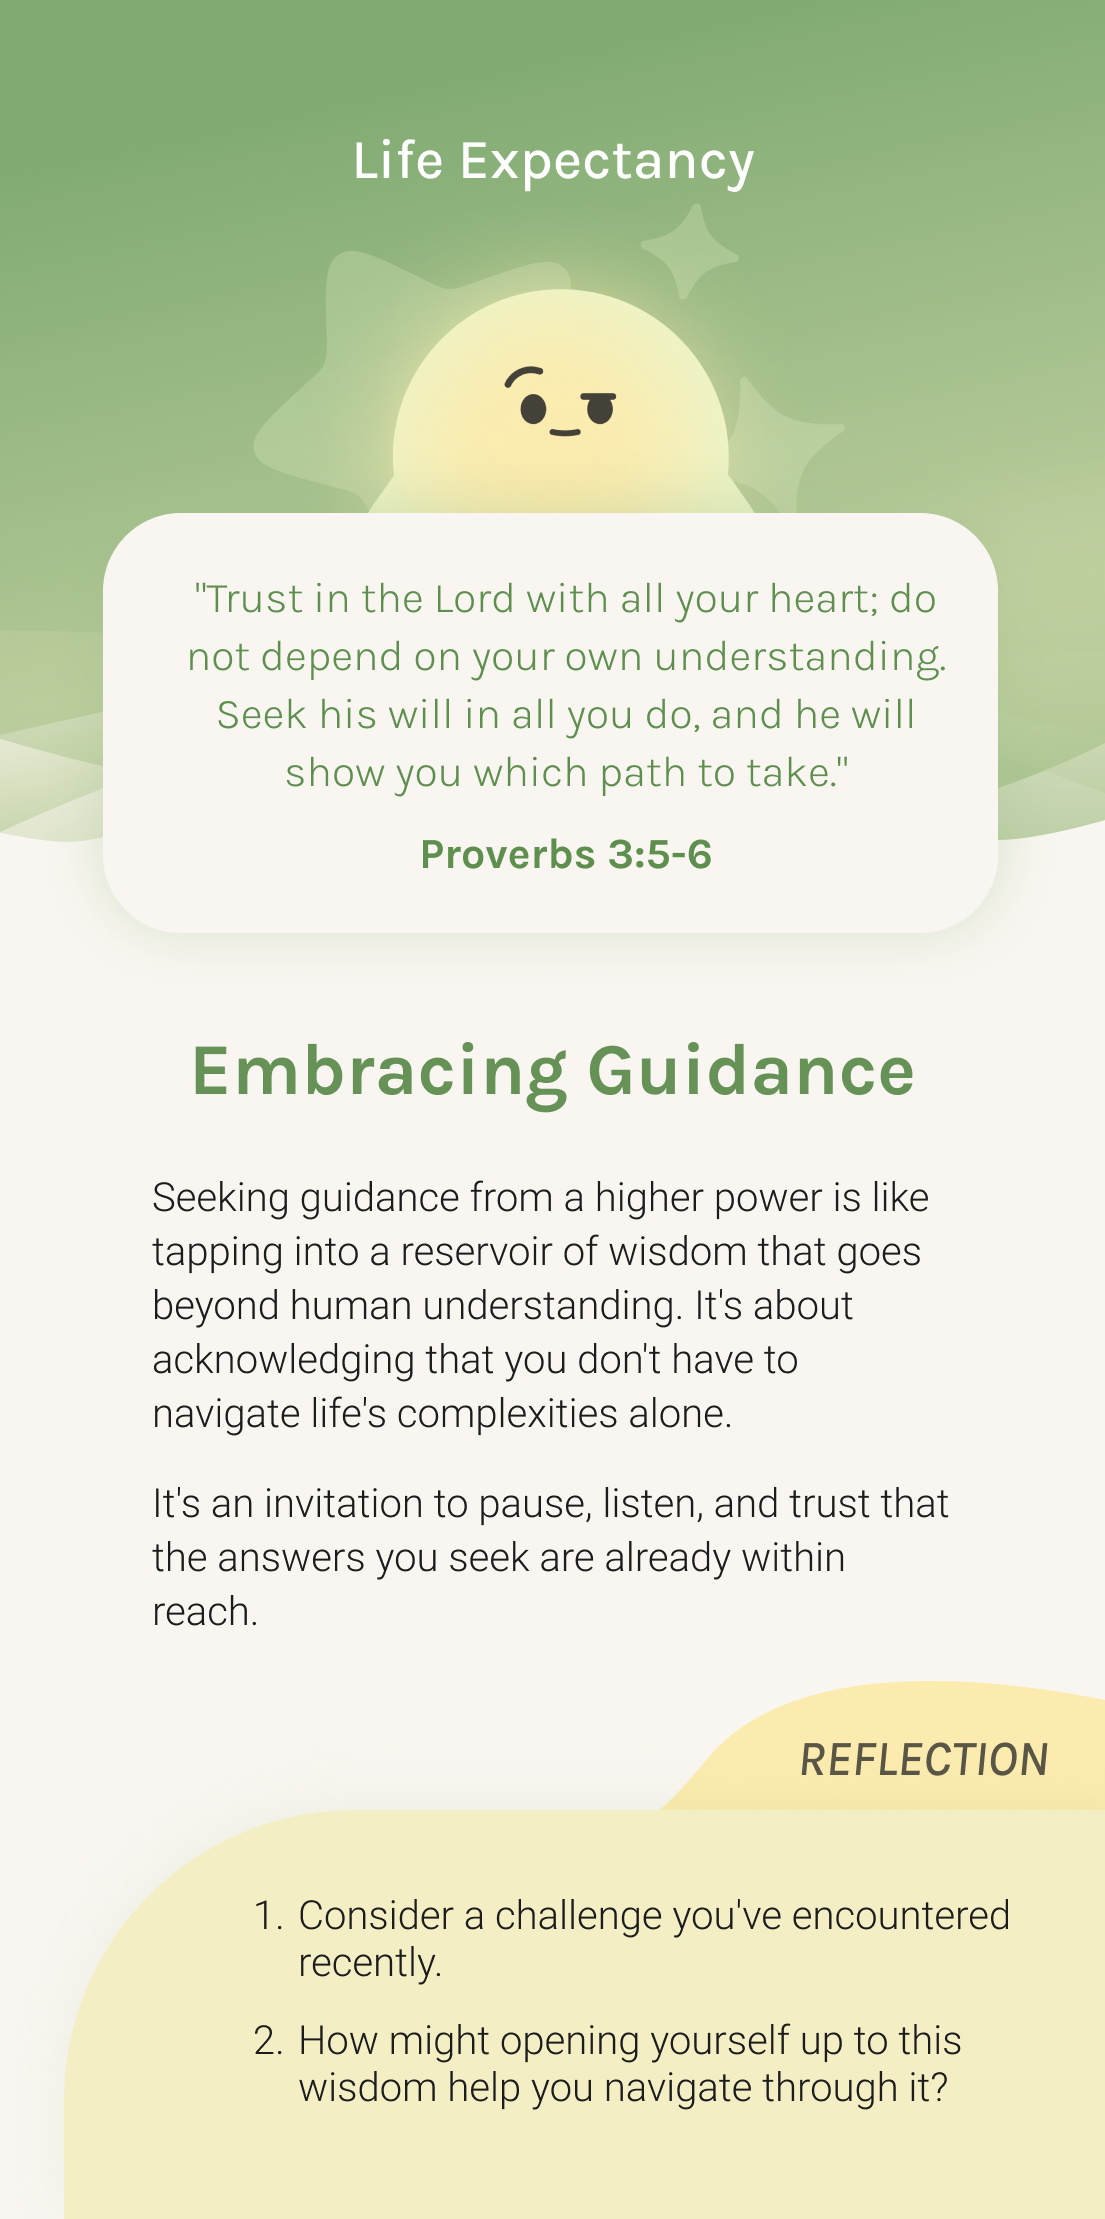 Life Expectancy
"Trust in the Lord with all your heart; do
not depend on your own understanding.
Seek his will in all you do, and he will
show you which path to take."
Proverbs 3:5-6
Embracing Guidance
Seeking guidance from a higher power is like
tapping into a reservoir of wisdom that goes
beyond human understanding. It's about
acknowledging that you don't have to
navigate life's complexities alone.
It's an invitation to pause, listen, and trust that
the answers you seek are already within
reach.
REFLECTION
1. Consider a challenge you've encountered
recently.
2. How might opening yourself up to this
wisdom help you navigate through it?